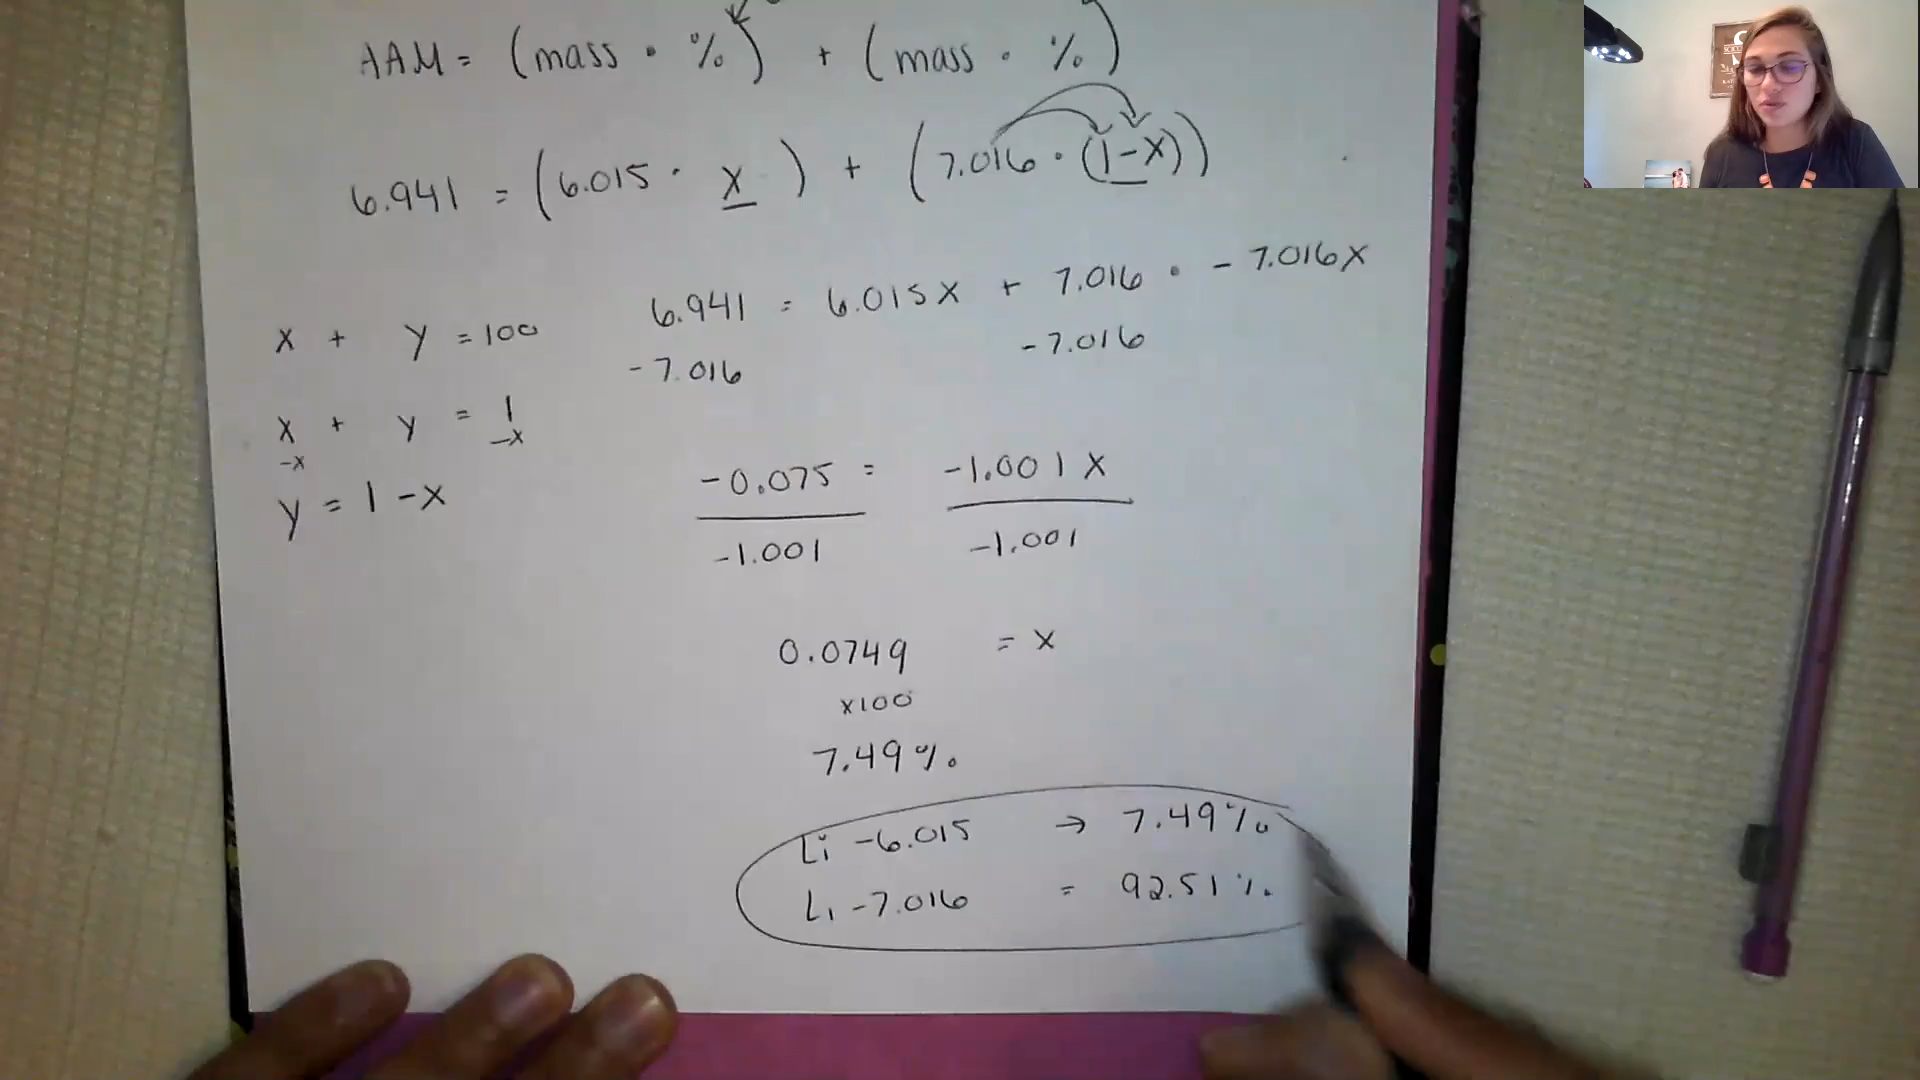 AAM = (mass · %) + (mass · %)
6.941 = (6.015 · x) + (7.016 · (1-x))
6.941 = 6.015x + 7.016 · - 7.016x
-7.016 -7.016
x + y = 100
x + y = 1
-x -x
y = 1 - x
-0.075 = -1.001x
-1.001 -1.001
0.0749 = x
x100
7.49%
Li - 6.015 → 7.49%
Li - 7.016 = 92.51%